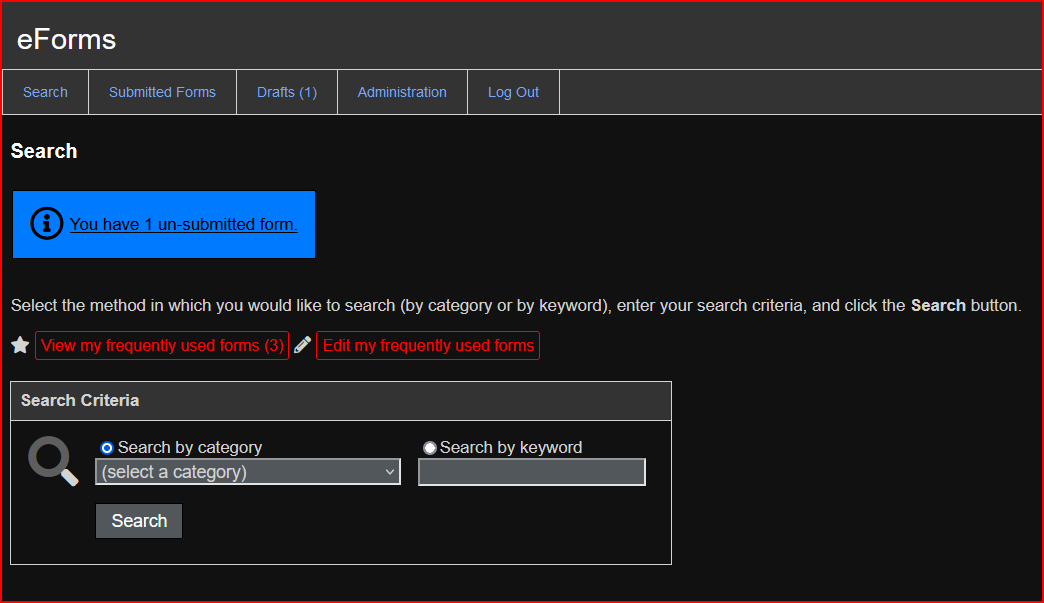 eForms
Search Submitted Forms Drafts (1) Administration Log Out
Search
You have 1 un-submitted form.
Select the method in which you would like to search (by category or by keyword), enter your search criteria, and click the Search button.
View my frequently used forms (3) Edit my frequently used forms
Search Criteria
Search by category Search by keyword
(select a category)
Search